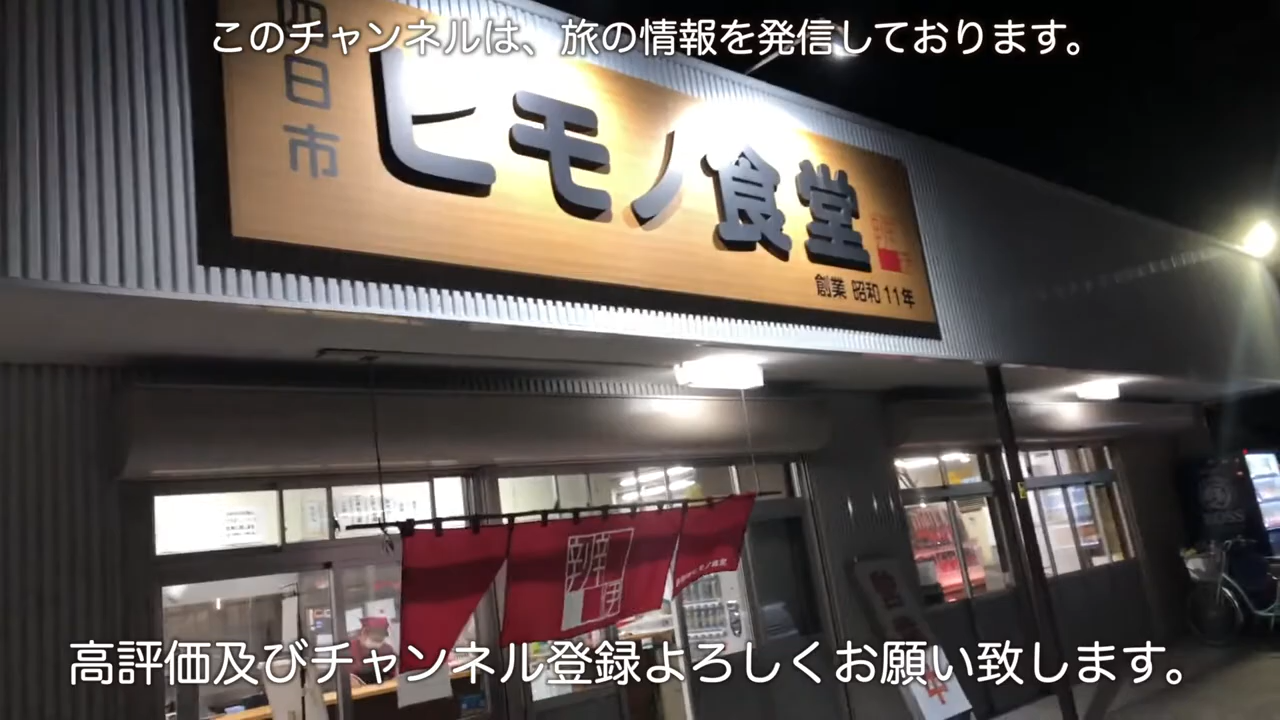 このチャンネルは、旅の情報を発信しております。
四日市
ヒモノ食堂
創業 昭和11年
BOSS
高評価及びチャンネル登録よろしくお願い致します。